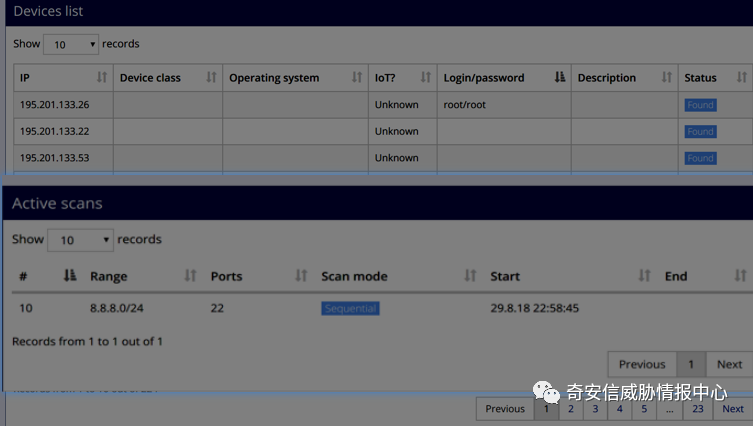 Devices list
Show 10 records
IP Device class Operating system IoT? Login/password Description Status
195.201.133.26 Unknown root/root Found
195.201.133.22 Unknown Found
195.201.133.53 Unknown Found
Active scans
Show 10 records
# Range Ports Scan mode Start End
10 8.8.8.0/24 22 Sequential 29.8.18 22:58:45
Records from 1 to 1 out of 1
Previous 1 Next
奇安信威胁情报中心
Previous 1 2 3 4 5 ... 23 Next